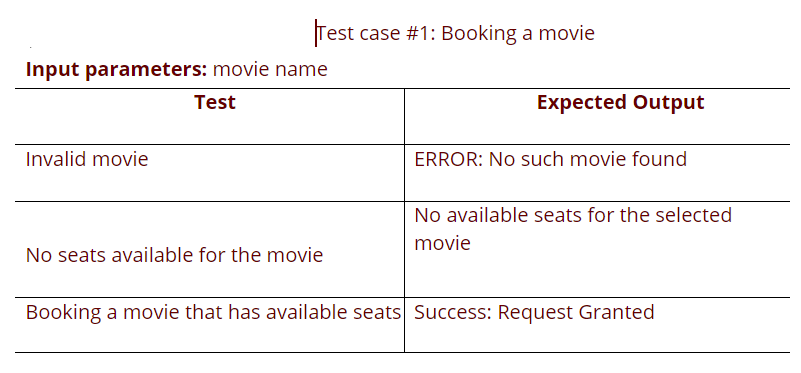 Test case #1: Booking a movie
Input parameters: movie name
Test
Expected Output
Invalid movie
ERROR: No such movie found
No seats available for the movie
No available seats for the selected
movie
Booking a movie that has available seats
Success: Request Granted